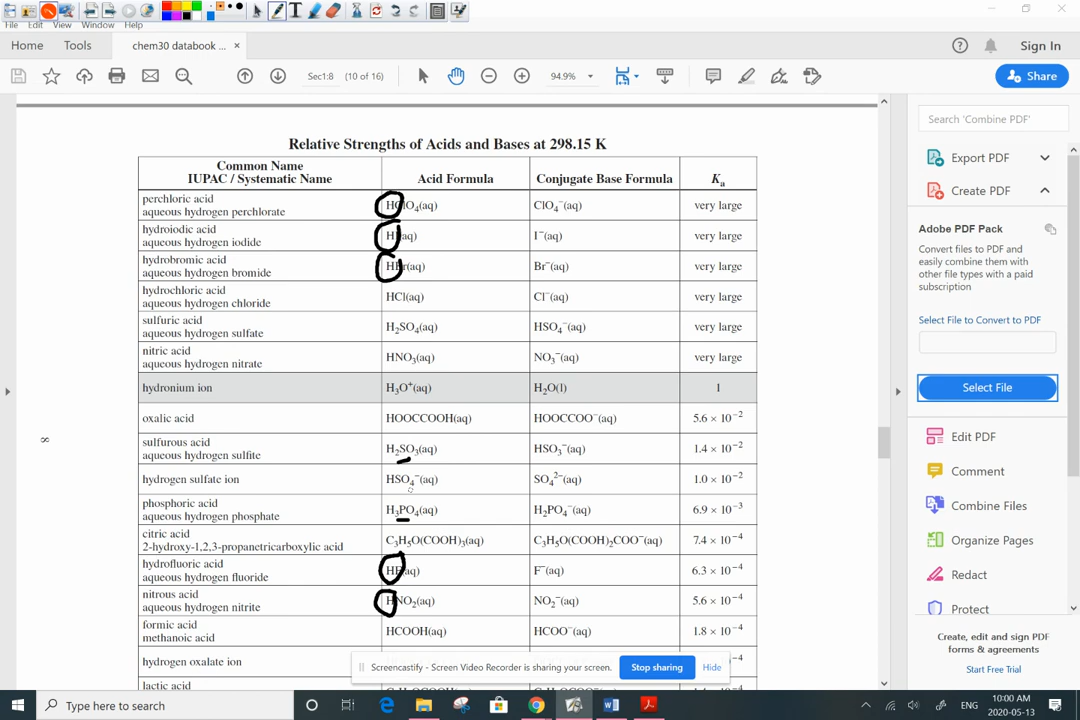 File Edit View Window Help
Home Tools chem30 databook ... × Sign In
Sec1:8 (10 of 16) 94.9% Share
Relative Strengths of Acids and Bases at 298.15 K
Common Name
IUPAC / Systematic Name Acid Formula Conjugate Base Formula Kₐ
perchloric acid
aqueous hydrogen perchlorate HClO₄(aq) ClO₄⁻(aq) very large
hydroiodic acid
aqueous hydrogen iodide HI(aq) I⁻(aq) very large
hydrobromic acid
aqueous hydrogen bromide HBr(aq) Br⁻(aq) very large
hydrochloric acid
aqueous hydrogen chloride HCl(aq) Cl⁻(aq) very large
sulfuric acid
aqueous hydrogen sulfate H₂SO₄(aq) HSO₄⁻(aq) very large
nitric acid
aqueous hydrogen nitrate HNO₃(aq) NO₃⁻(aq) very large
hydronium ion H₃O⁺(aq) H₂O(l) 1
oxalic acid HOOCCOOH(aq) HOOCCOO⁻(aq) 5.6 × 10⁻²
sulfurous acid
aqueous hydrogen sulfite H₂SO₃(aq) HSO₃⁻(aq) 1.4 × 10⁻²
hydrogen sulfate ion HSO₄⁻(aq) SO₄²⁻(aq) 1.0 × 10⁻²
phosphoric acid
aqueous hydrogen phosphate H₃PO₄(aq) H₂PO₄⁻(aq) 6.9 × 10⁻³
citric acid
2-hydroxy-1,2,3-propanetricarboxylic acid C₃H₅O(COOH)₃(aq) C₃H₅O(COOH)₂COO⁻(aq) 7.4 × 10⁻⁴
hydrofluoric acid
aqueous hydrogen fluoride HF(aq) F⁻(aq) 6.3 × 10⁻⁴
nitrous acid
aqueous hydrogen nitrite HNO₂(aq) NO₂⁻(aq) 5.6 × 10⁻⁴
formic acid
methanoic acid HCOOH(aq) HCOO⁻(aq) 1.8 × 10⁻⁴
hydrogen oxalate ion
lactic acid
Screencastify - Screen Video Recorder is sharing your screen. Stop sharing Hide
Search 'Combine PDF'
Export PDF
Create PDF
Adobe PDF Pack
Convert files to PDF and
easily combine them with
other file types with a paid
subscription
Select File to Convert to PDF
Select File
Edit PDF
Comment
Combine Files
Organize Pages
Redact
Protect
Convert, edit and sign PDF
forms & agreements
Start Free Trial
Type here to search ENG 10:00 AM
2020-05-13